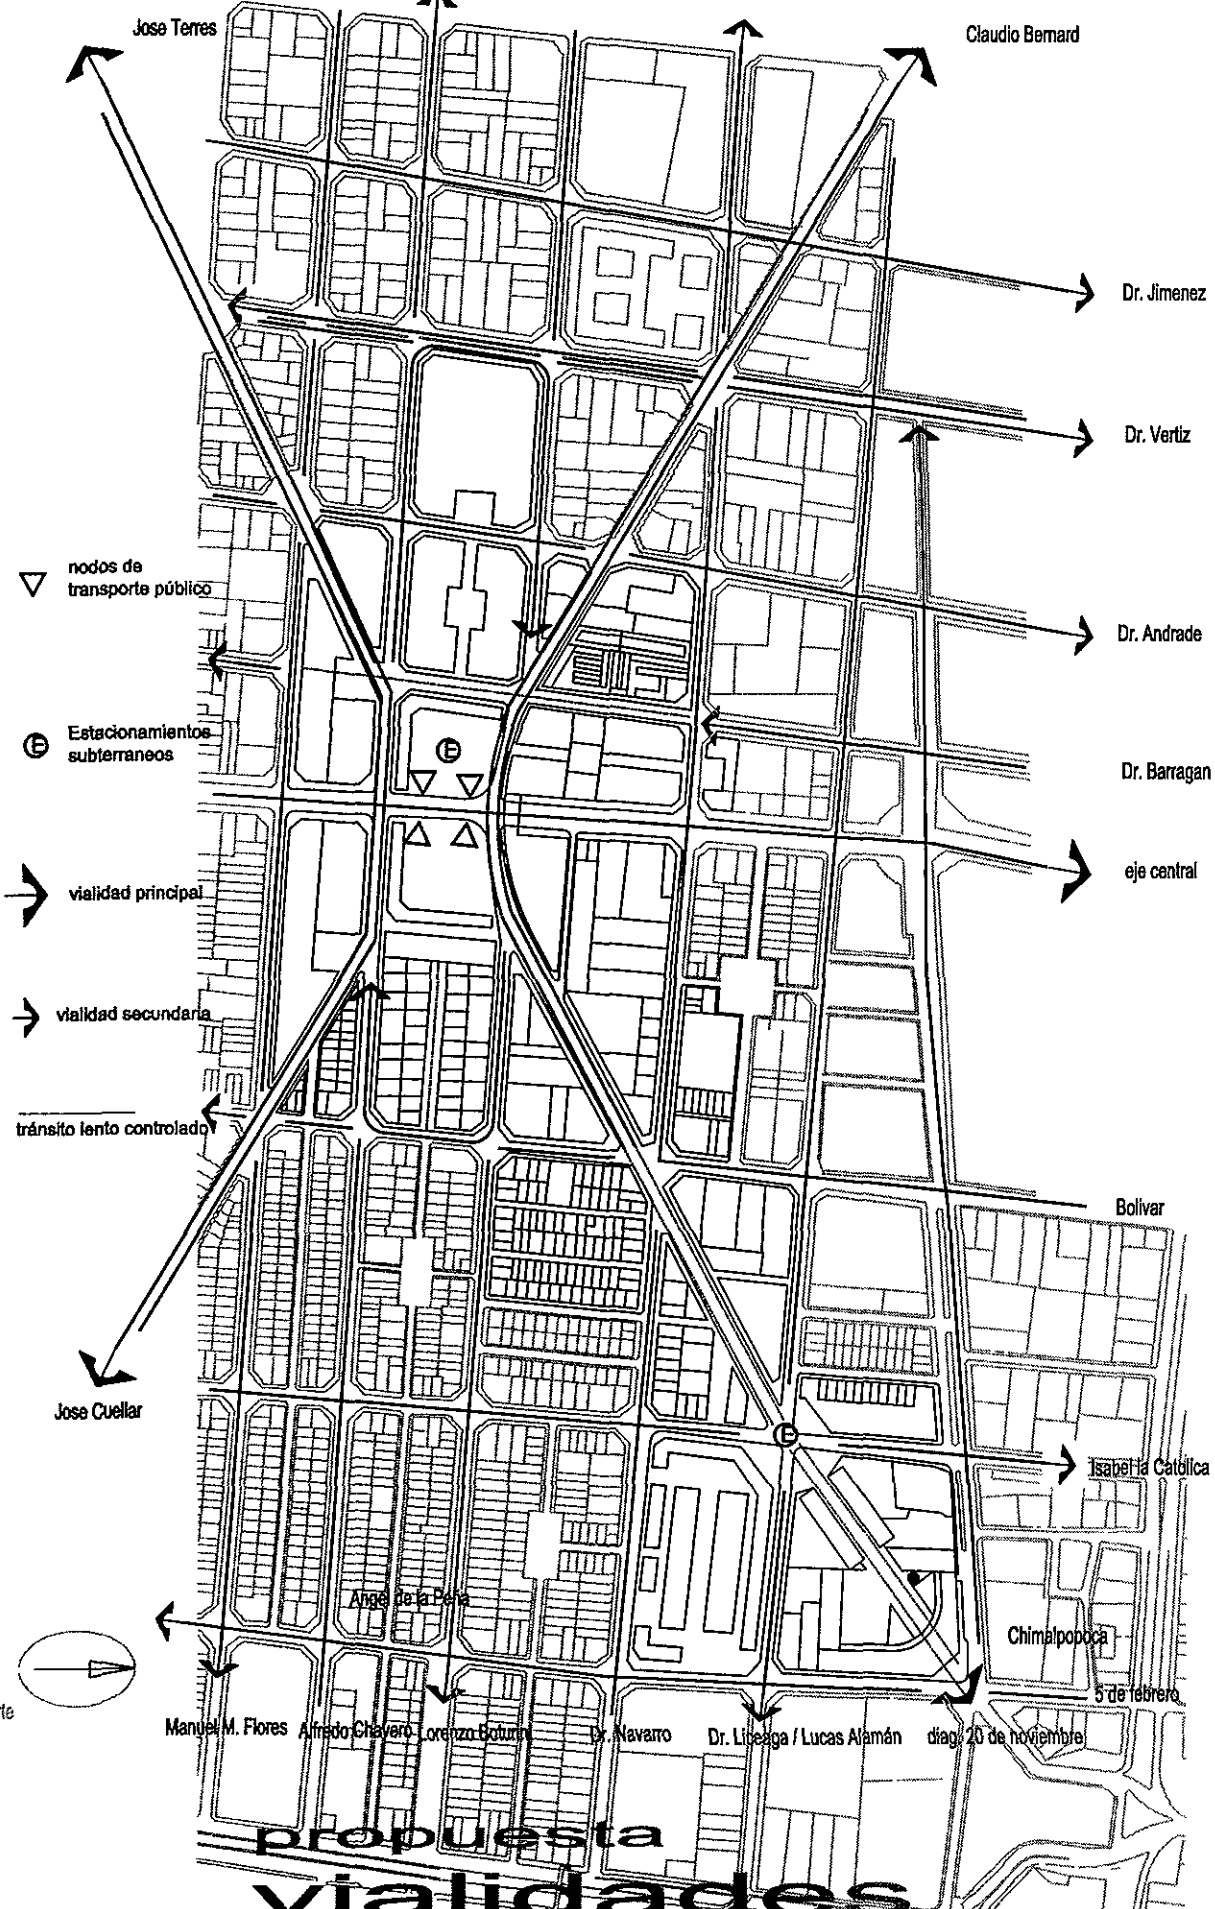 Jose Terres
Claudio Bernard
Dr. Jimenez
Dr. Vertiz
nodos de
transporte público
Dr. Andrade
Estacionamientos
subterraneos
E
E
Dr. Barragan
eje central
vialidad principal
vialidad secundaria
tránsito lento controlado
Bolivar
Jose Cuellar
E
Isabel la Catolica
Angel de la Peña
Chimalpopoca
5 de febrero
Manuel M. Flores
Alfredo Chavero
Lorenzo Boturini
Dr. Navarro
Dr. Liceaga / Lucas Alamán
diag. 20 de noviembre
propuesta
vialidades